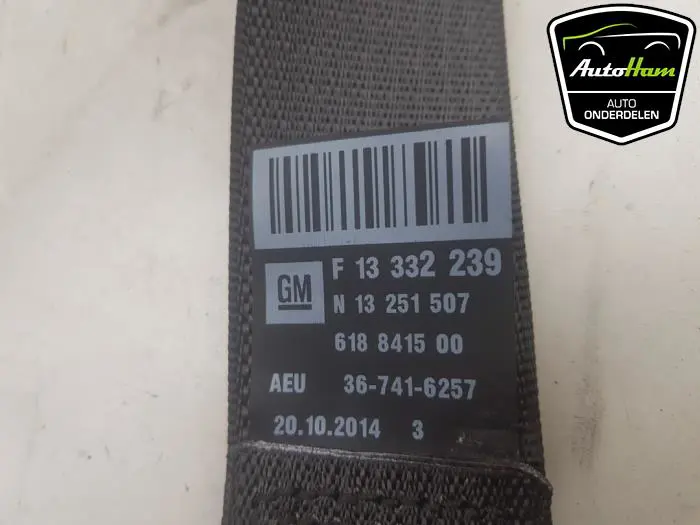 AutoHam
AUTO
ONDERDELEN
F 13 332 239
GM
N 13 251 507
618 8415 00
AEU 36-741-6257
20.10.2014 3